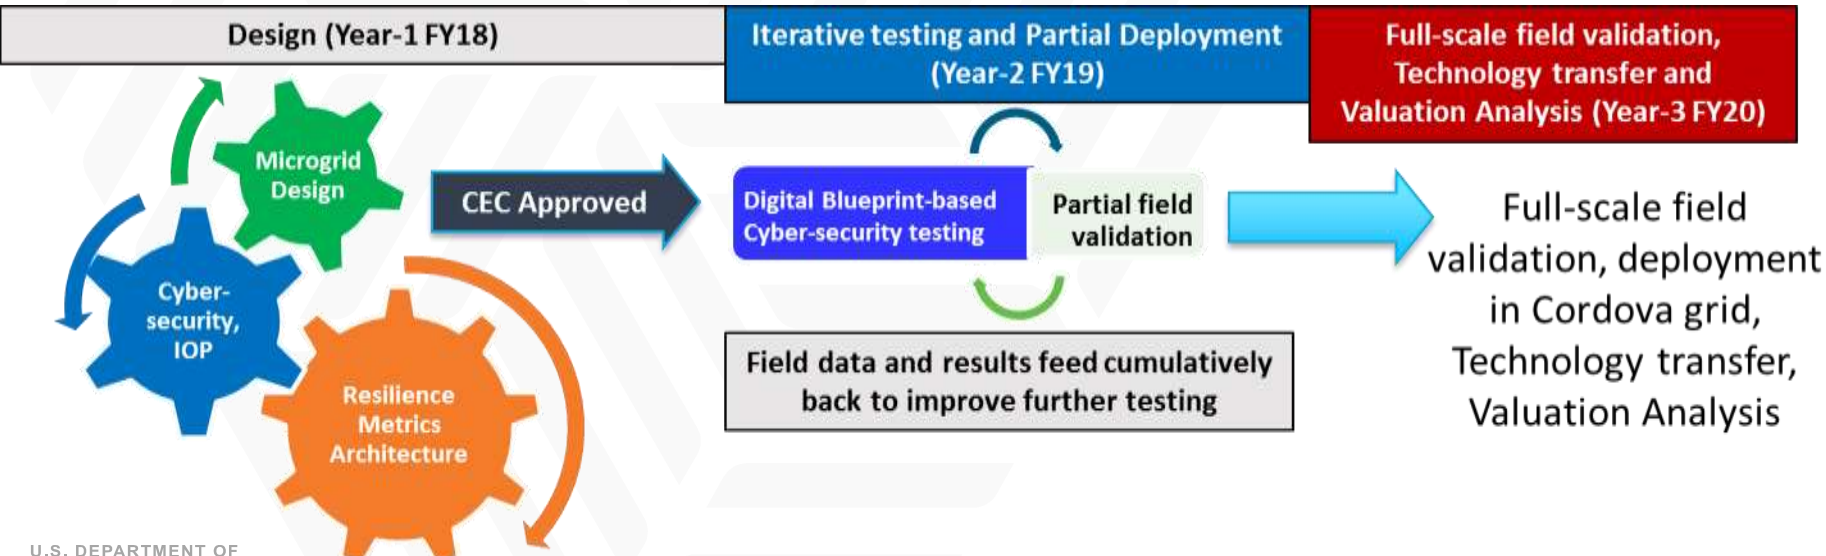 Design (Year-1 FY18)
Iterative testing and Partial Deployment
(Year-2 FY19)
Full-scale field validation,
Technology transfer and
Valuation Analysis (Year-3 FY20)
Microgrid
Design
Cyber-
security,
IOP
Resilience
Metrics
Architecture
CEC Approved
Digital Blueprint-based
Cyber-security testing
Partial field
validation
Field data and results feed cumulatively
back to improve further testing
Full-scale field
validation, deployment
in Cordova grid,
Technology transfer,
Valuation Analysis
U.S. DEPARTMENT OF